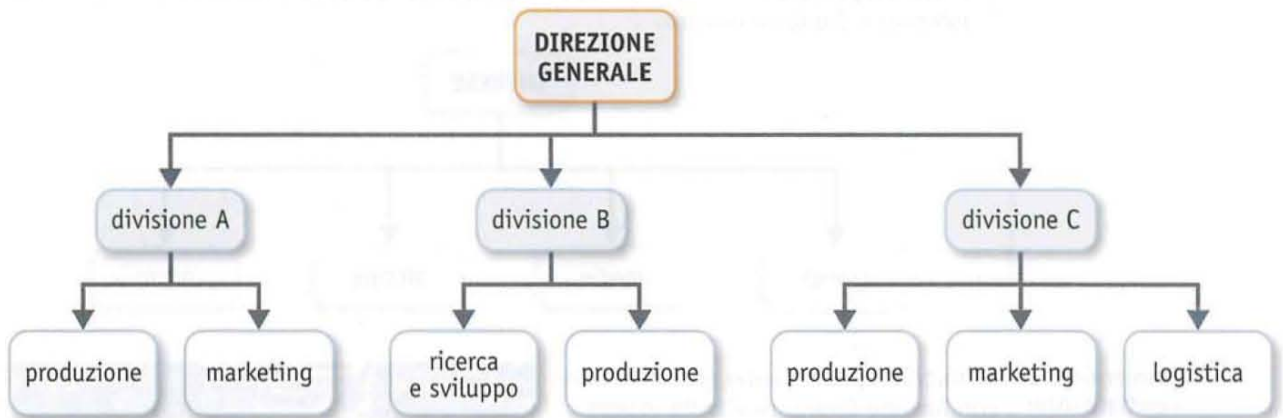 DIREZIONE
GENERALE
divisione A
divisione B
divisione C
produzione
marketing
ricerca
e sviluppo
produzione
produzione
marketing
logistica